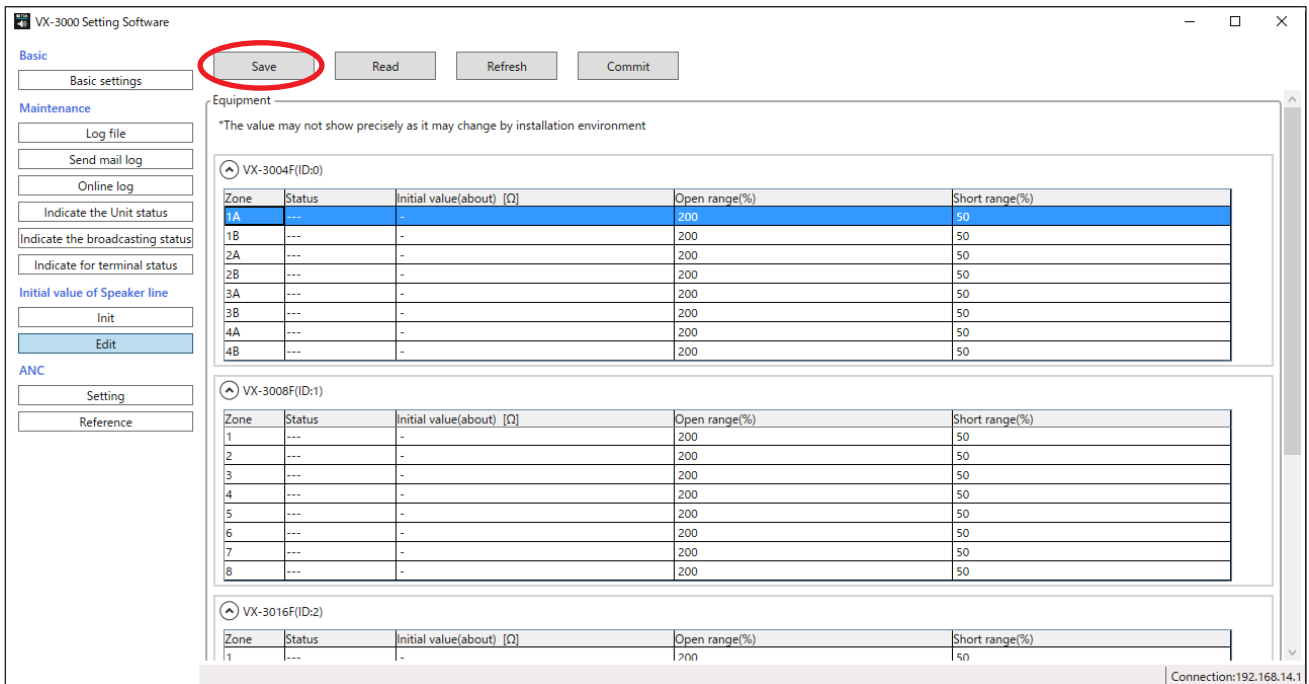 VX-3000 Setting Software
Basic
Basic settings
Maintenance
Log file
Send mail log
Online log
Indicate the Unit status
Indicate the broadcasting status
Indicate for terminal status
Initial value of Speaker line
Init
Edit
ANC
Setting
Reference
Save Read Refresh Commit
Equipment
*The value may not show precisely as it may change by installation environment
VX-3004F(ID:0)
Zone Status Initial value(about) [Ω] Open range(%) Short range(%)
1A --- - 200 50
1B --- - 200 50
2A --- - 200 50
2B --- - 200 50
3A --- - 200 50
3B --- - 200 50
4A --- - 200 50
4B --- - 200 50
VX-3008F(ID:1)
Zone Status Initial value(about) [Ω] Open range(%) Short range(%)
1 --- - 200 50
2 --- - 200 50
3 --- - 200 50
4 --- - 200 50
5 --- - 200 50
6 --- - 200 50
7 --- - 200 50
8 --- - 200 50
VX-3016F(ID:2)
Zone Status Initial value(about) [Ω] Open range(%) Short range(%)
1 --- - 200 50
Connection:192.168.14.1